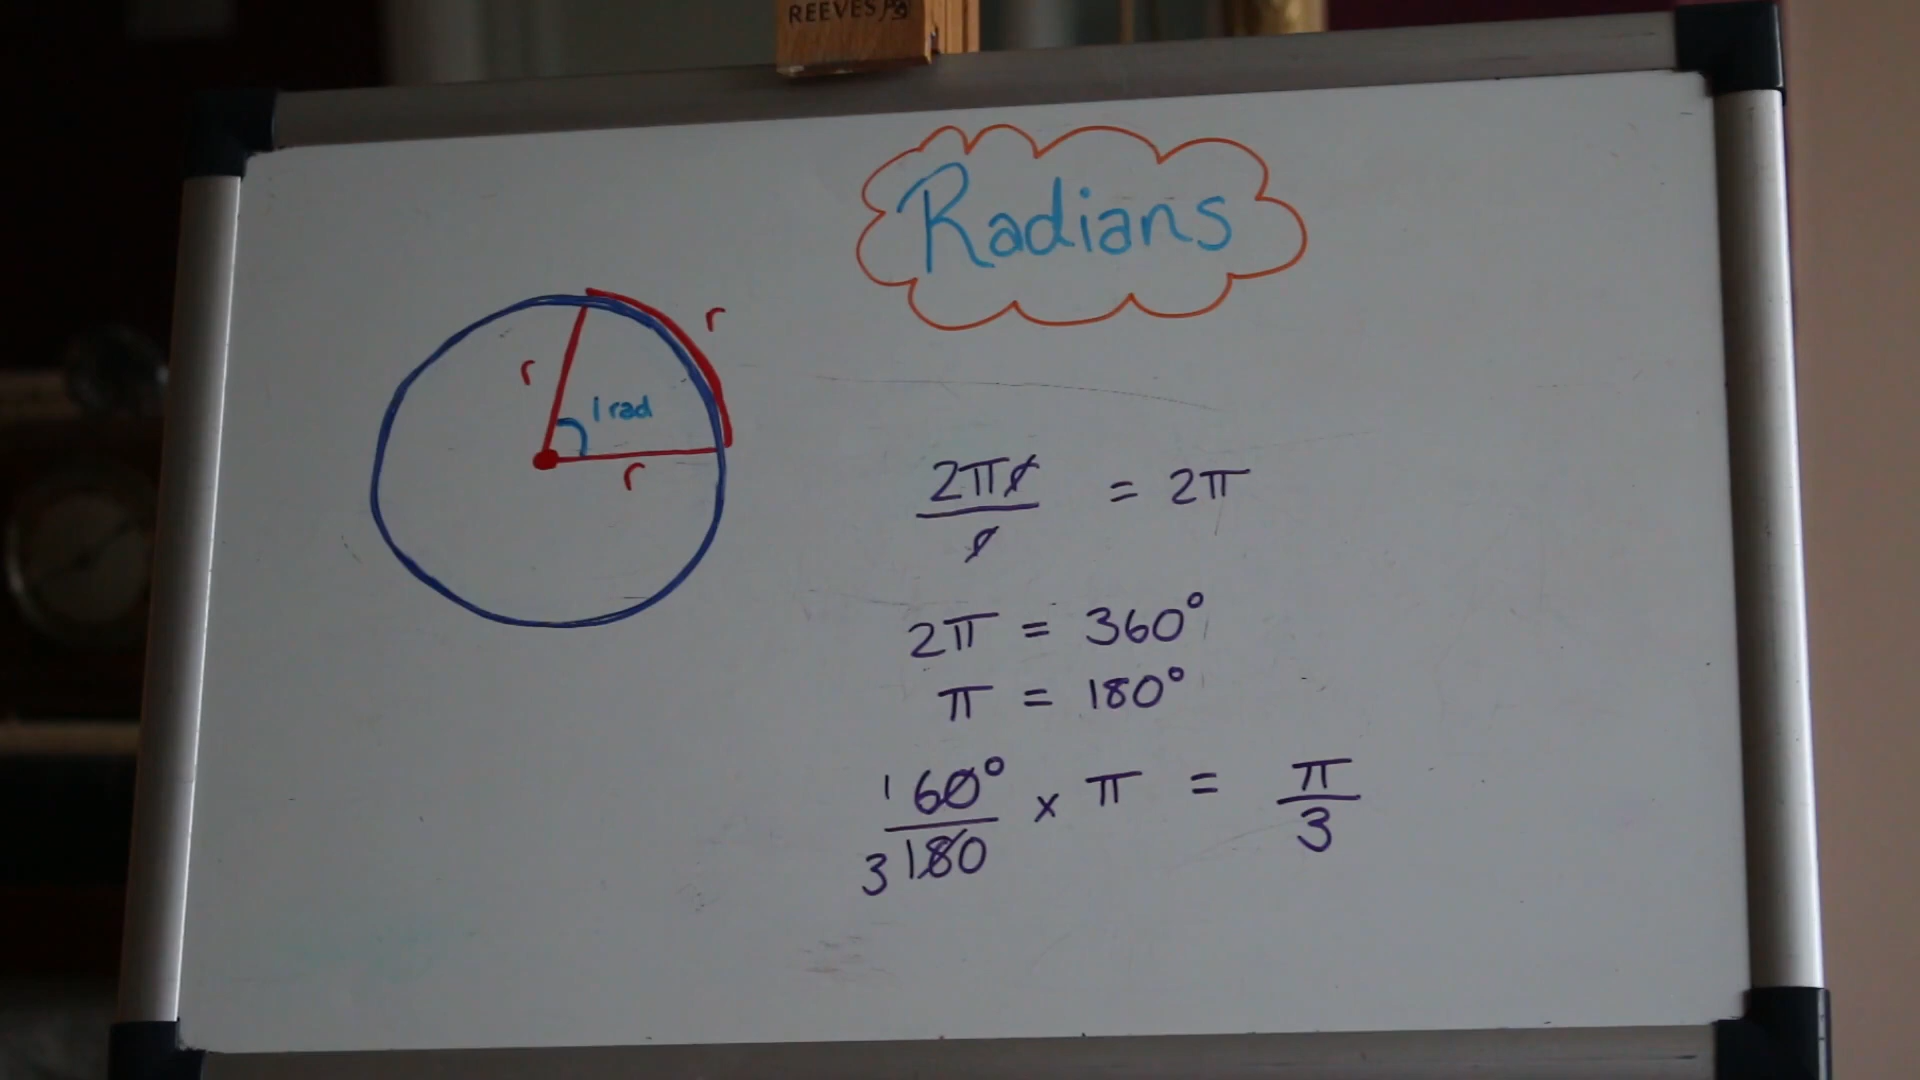 REEVES
Radians
r
r
1 rad
r
2πr / r = 2π
2π = 360°
π = 180°
1 60° / 3 180 × π = π / 3